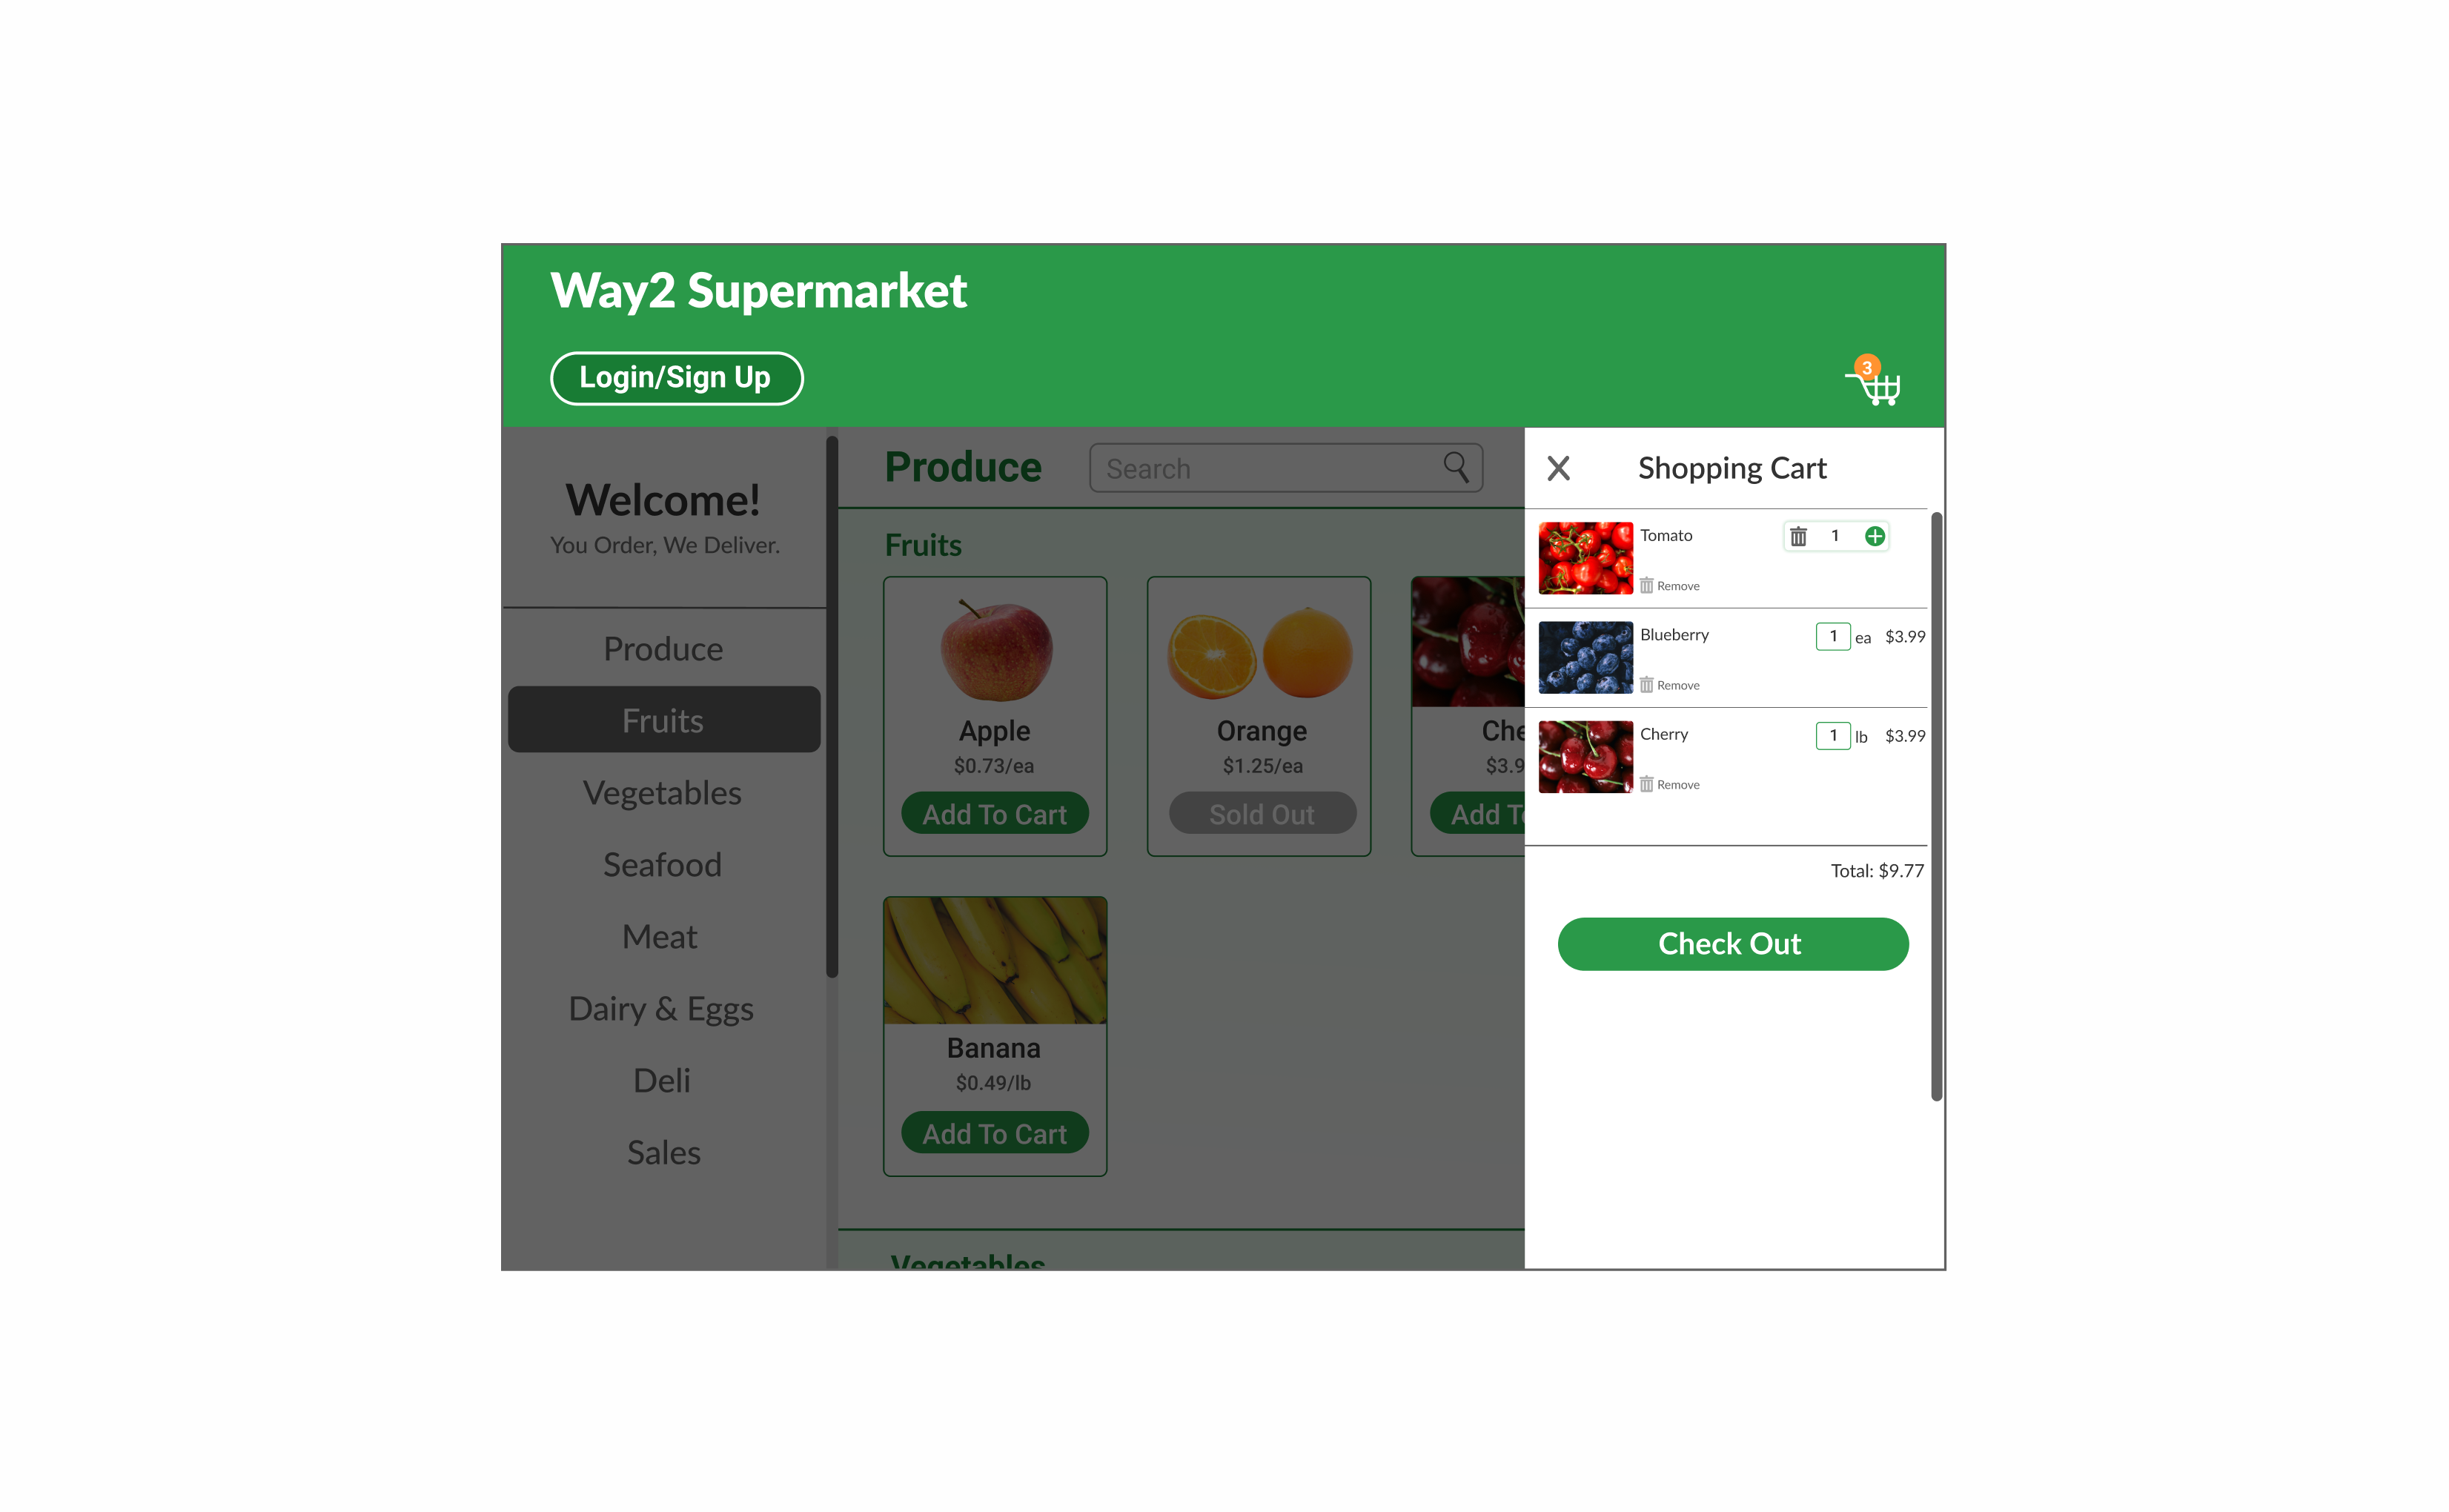 Way2 Supermarket
Login/Sign Up
3
Welcome!
You Order, We Deliver.
Produce
Fruits
Vegetables
Seafood
Meat
Dairy & Eggs
Deli
Sales
Produce
Search
Fruits
Apple
$0.73/ea
Add To Cart
Orange
$1.25/ea
Sold Out
Che
$3.9
Add T
Banana
$0.49/lb
Add To Cart
Vegetables
Shopping Cart
Tomato
1
Remove
Blueberry
1 ea $3.99
Remove
Cherry
1 lb $3.99
Remove
Total: $9.77
Check Out